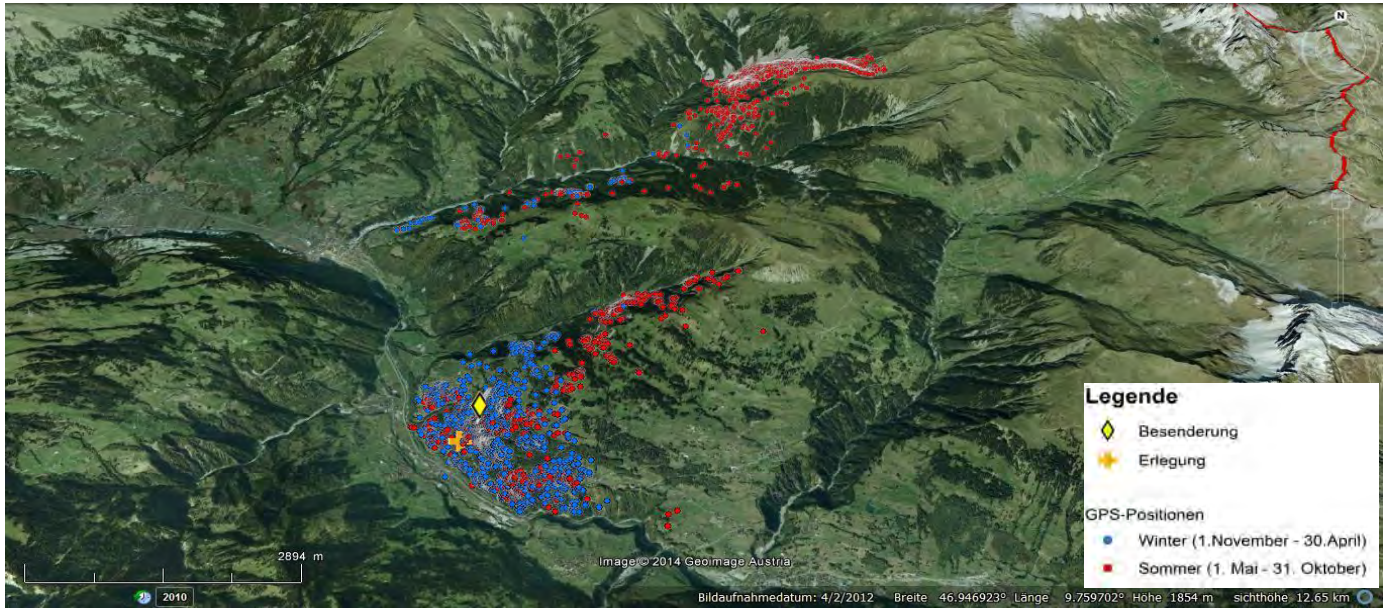 N
Legende
Besenderung
Erlegung
GPS-Positionen
Winter (1.November - 30.April)
Sommer (1. Mai - 31. Oktober)
2894 m
Image © 2014 Geoimage Austria
2010
Bildaufnahmedatum: 4/2/2012 Breite 46.946923° Länge 9.759702° Höhe 1854 m sichthöhe 12.65 km